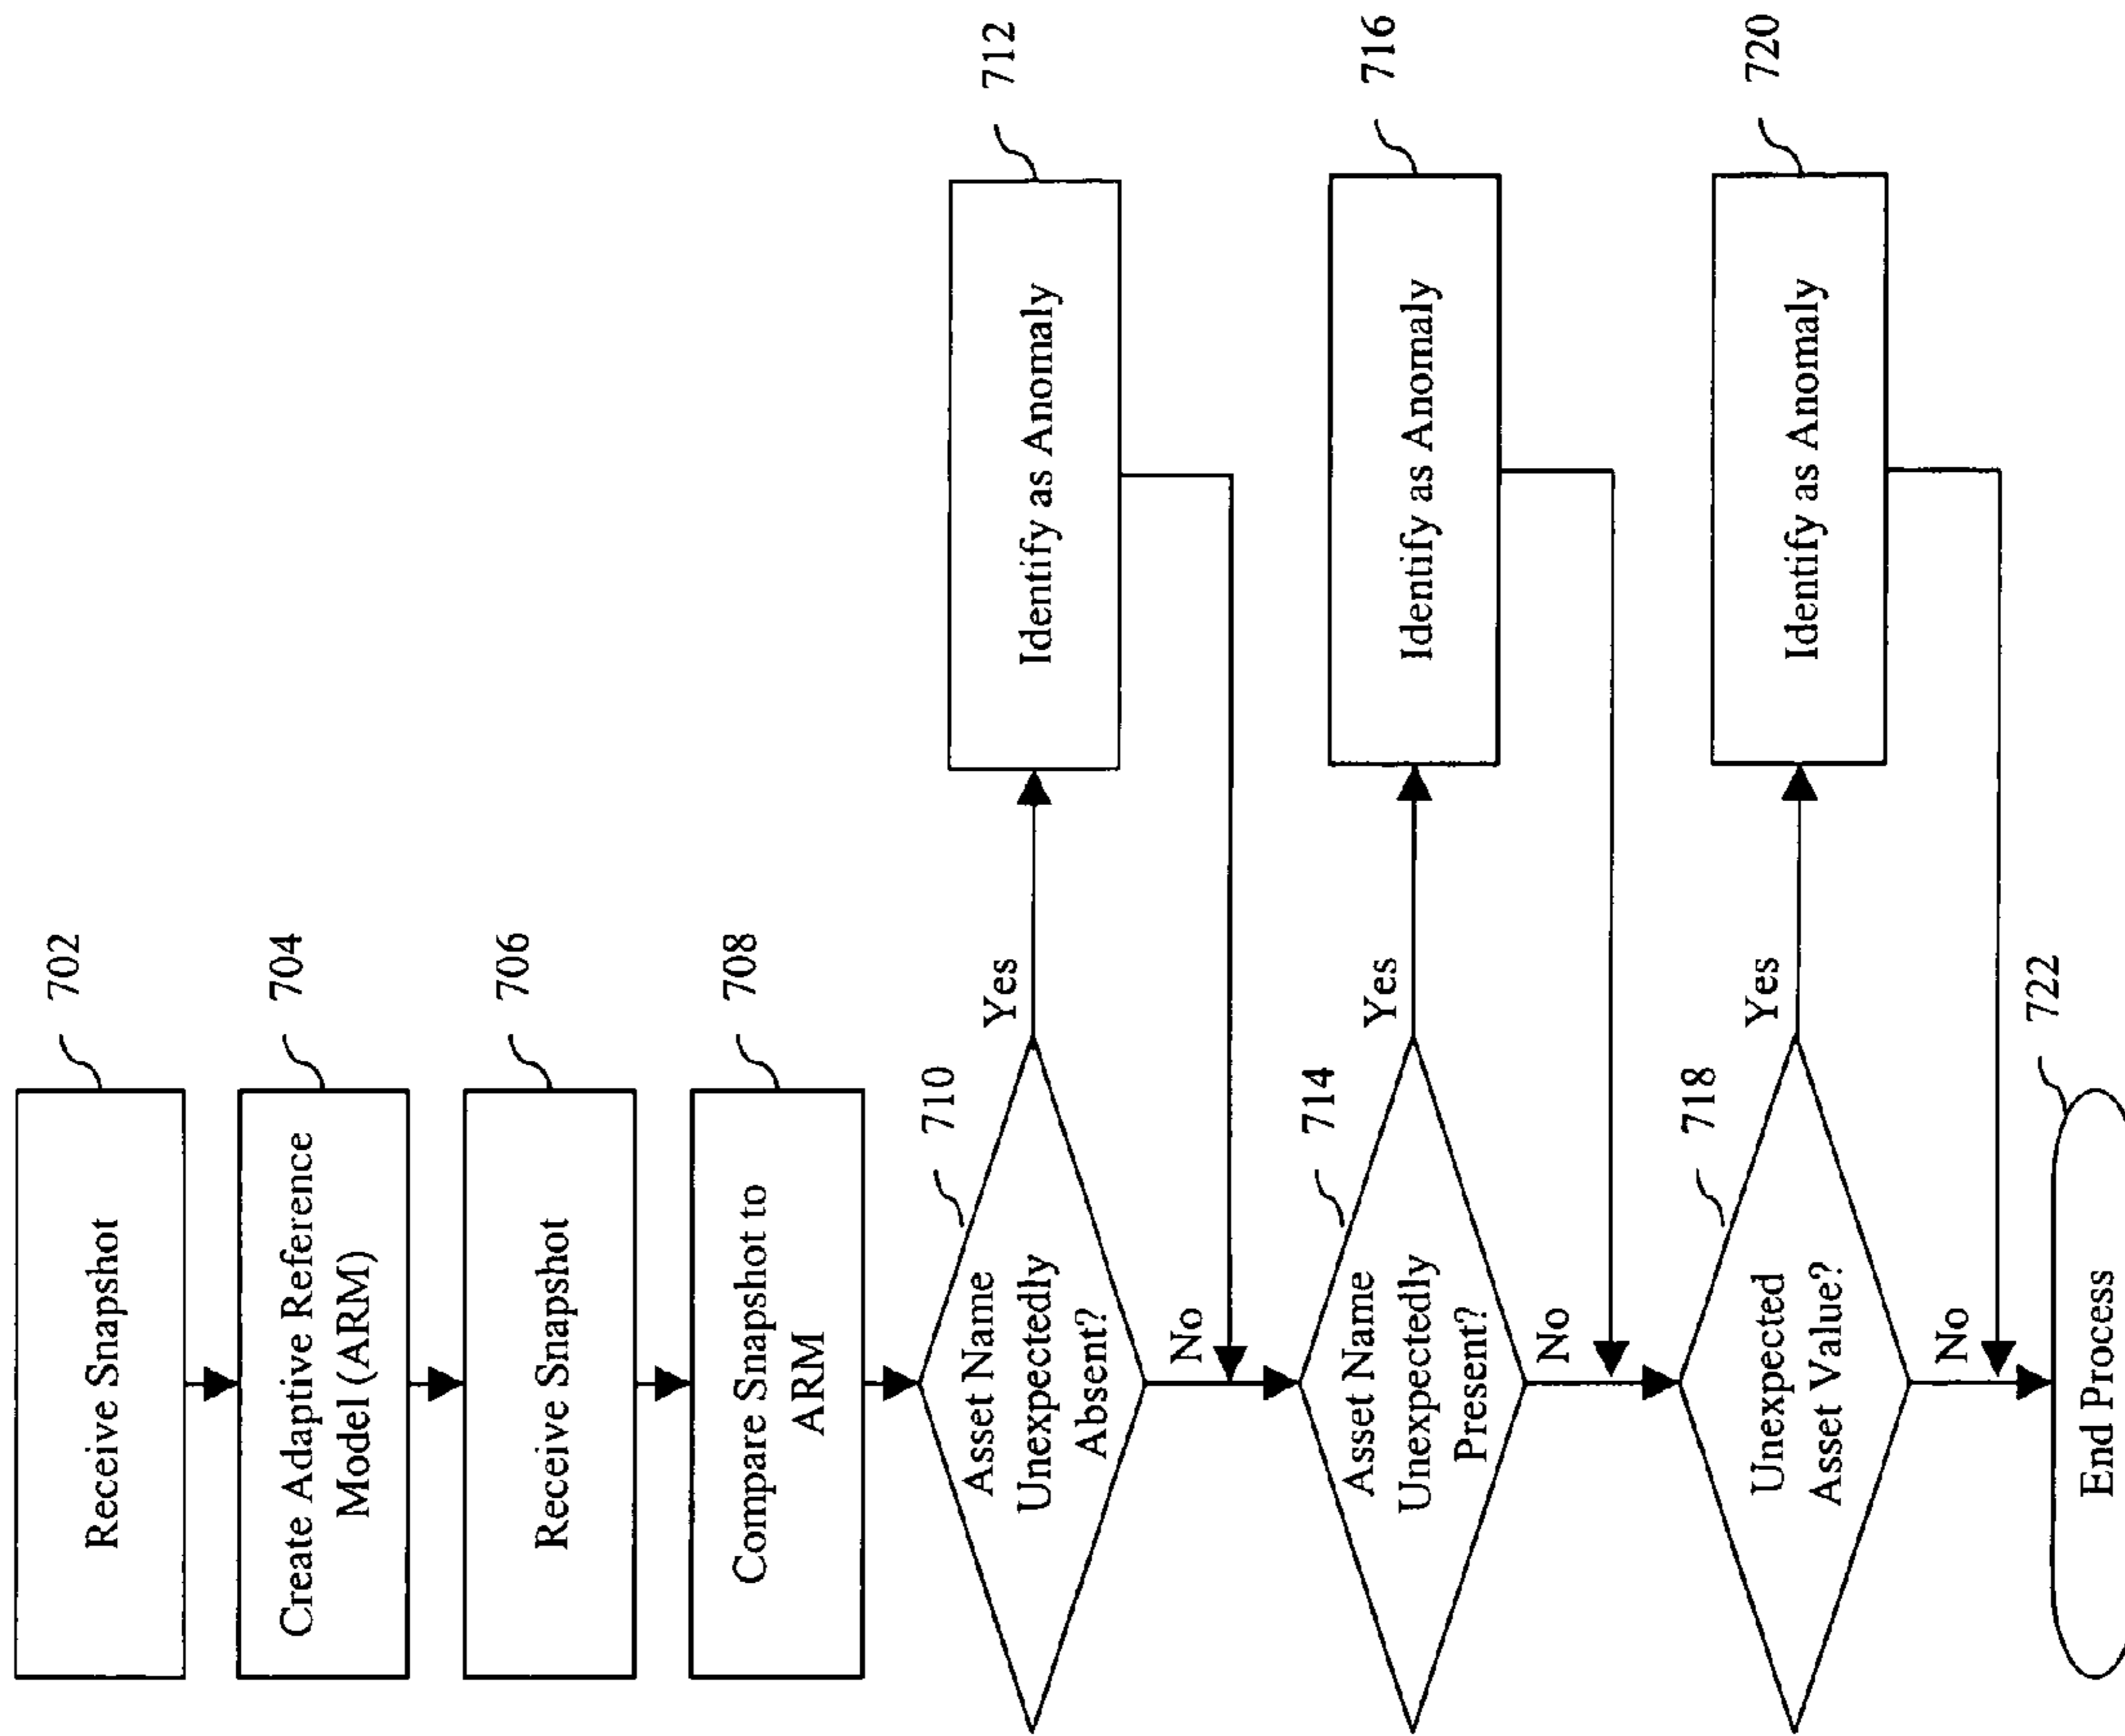 Receive Snapshot
702
Create Adaptive Reference
Model (ARM)
704
Receive Snapshot
706
Compare Snapshot to
ARM
708
Asset Name
Unexpectedly
Absent?
710
Yes
No
Identify as Anomaly
712
Asset Name
Unexpectedly
Present?
714
Yes
No
Identify as Anomaly
716
Unexpected
Asset Value?
718
Yes
No
Identify as Anomaly
720
End Process
722